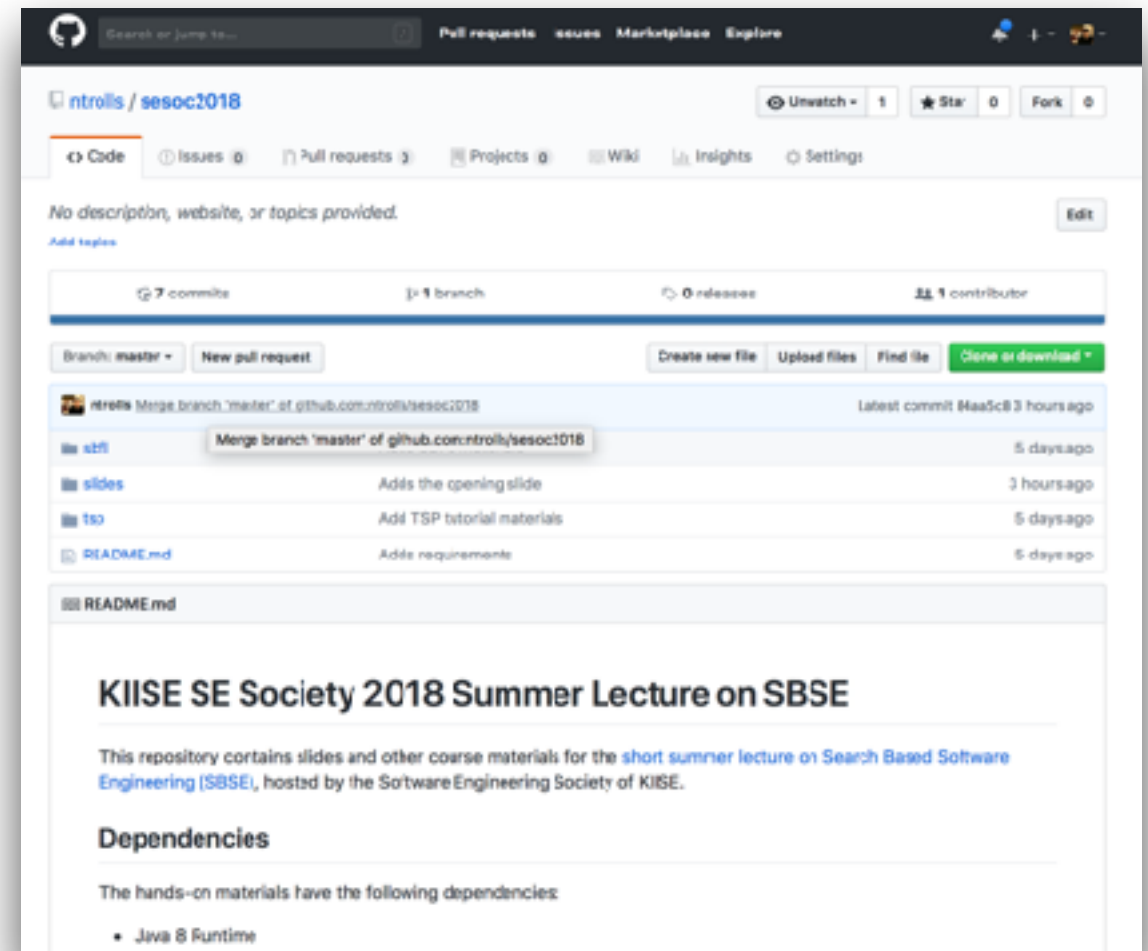 Search or jump to...
Pull requests Issues Marketplace Explore
ntrolls / sesoc2018
Unwatch 1 Star 0 Fork 0
Code Issues 0 Pull requests Projects 0 Wiki Insights Settings
No description, website, or topics provided.
Edit
Add topics
7 commits 1 branch 0 releases 1 contributor
Branch: master New pull request Create new file Upload files Find file Clone or download
ntrolls Merge branch 'master' of github.com:ntrolls/sesoc2018 Latest commit 3 hours ago
Merge branch 'master' of github.com:ntrolls/sesoc2018
sbfl 5 days ago
slides Adds the opening slide 3 hours ago
tsp Add TSP tutorial materials 5 days ago
README.md Adds requirements 5 days ago
README.md
KIISE SE Society 2018 Summer Lecture on SBSE
This repository contains slides and other course materials for the short summer lecture on Search Based Software
Engineering (SBSE), hosted by the Software Engineering Society of KIISE.
Dependencies
The hands-on materials have the following dependencies:
• Java 8 Runtime